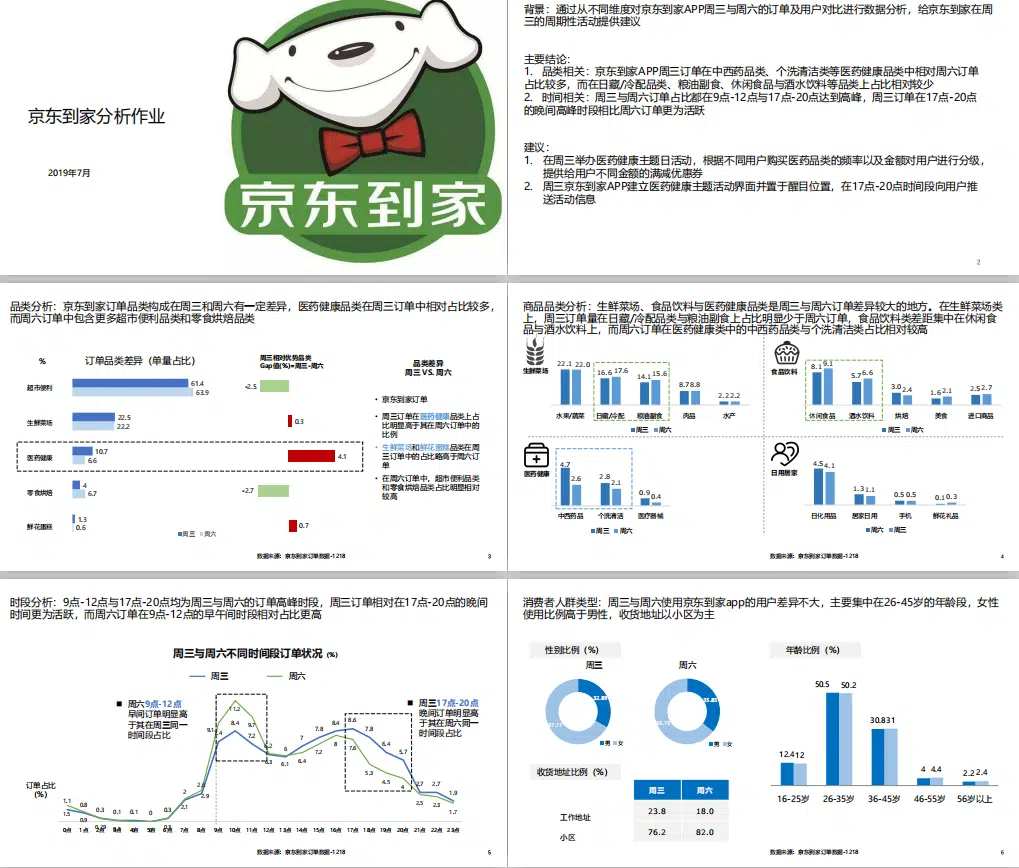 京东到家分析作业
2019年7月
京东到家
背景：通过从不同维度对京东到家APP周三与周六的订单及用户对比进行数据分析，给京东到家在周
三的周期性活动提供建议
主要结论：
1. 品类相关：京东到家APP周三订单在中西药品类、个洗清洁类等医药健康品类中相对周六订单
占比较多，而在日藏/冷配品类、粮油副食、休闲食品与酒水饮料等品类上占比相对较少
2. 时间相关：周三与周六订单占比都在9点-12点与17点-20点达到高峰，周三订单在17点-20点
的晚间高峰时段相比周六订单更为活跃
建议：
1. 在周三举办医药健康主题日活动，根据不同用户购买医药品类的频率以及金额对用户进行分级，
提供给用户不同金额的满减优惠券
2. 周三京东到家APP建立医药健康主题活动界面并置于醒目位置，在17点-20点时间段向用户推
送活动信息
2
品类分析：京东到家订单品类构成在周三和周六有一定差异，医药健康品类在周三订单中相对占比较多，
而周六订单中包含更多超市便利品类和零食烘焙品类
%
订单品类差异（单量占比）
周三相对优势品类
Gap值(%)=周三-周六
品类差异
周三 VS. 周六
超市便利
61.4
63.9
-2.5
生鲜菜场
22.5
22.2
0.3
医药健康
10.7
6.6
4.1
零食烘焙
4
6.7
-2.7
鲜花蛋糕
1.3
0.6
0.7
■周三 ■周六
• 京东到家订单
• 周三订单在医药健康品类上占
比明显高于其在周六订单中的
比例
• 生鲜菜场和鲜花蛋糕品类在周
三订单中的占比略高于周六订
单
• 在周六订单中，超市便利品类
和零食烘焙品类占比明显相对
较高
数据来源：京东到家订单数据-1218
3
商品品类分析：生鲜菜场、食品饮料与医药健康品类是周三与周六订单差异较大的地方。在生鲜菜场类
上，周三订单量在日藏/冷配品类与粮油副食上占比明显少于周六订单，食品饮料类差距集中在休闲食
品与酒水饮料上，而周六订单在医药健康类中的中西药品类与个洗清洁类占比相对较高
生鲜菜场
22.1 22.0
16.6 17.6
14.1 15.6
8.7 8.8
2.2 2.2
水果/蔬菜 日藏/冷配 粮油副食 肉品 水产
■周三 ■周六
食品饮料
8.1 9.1
5.7 6.6
3.0 2.4
1.6 2.1
2.5 2.7
休闲食品 酒水饮料 烘焙 美食 进口商品
■周三 ■周六
医药健康
4.7 2.6
2.8 2.1
0.9 0.4
中西药品 个洗清洁 医疗器械
■周三 ■周六
日用居家
4.5 4.1
1.3 1.1
0.5 0.5
0.1 0.3
日化用品 居家日用 手机 鲜花礼品
■周六 ■周三
数据来源：京东到家订单数据-1218
4
时段分析：9点-12点与17点-20点均为周三与周六的订单高峰时段，周三订单相对在17点-20点的晚间
时间更为活跃，而周六订单在9点-12点的早午间时段相对占比更高
周三与周六不同时间段订单状况 (%)
周三 周六
■ 周六9点-12点
早间订单明显高
于其在周三同一
时间段占比
■ 周三17点-20点
晚间订单明显高
于其在周六同一
时间段占比
订单占比
(%)
11.2
9.7
8.4
7.2
6 7 7.8 8.4 8.6 7.8 6.4 5.7 2.7 2.7 1.9
6.1 6.4 7.2 8 7.6 5.3 4.5 4 2.5 2.3 1.7
1.1 0.8 0.3 0.1 0.1 0 0.3 2
1.5 0.9 2.1 2.9
0点 1点 2点 3点 4点 5点 6点 7点 8点 9点 10点 11点 12点 13点 14点 15点 16点 17点 18点 19点 20点 21点 22点 23点
数据来源：京东到家订单数据-1218
5
消费者人群类型：周三与周六使用京东到家app的用户差异不大，主要集中在26-45岁的年龄段，女性
使用比例高于男性，收货地址以小区为主
性别比例（%）
周三
周六
■男 ■女
■男 ■女
收货地址比例（%）
周三 周六
工作地址 23.8 18.0
小区 76.2 82.0
年龄比例（%）
12.4 12
50.5 50.2
30.8 31
4 4.4
2.2 2.4
16-25岁 26-35岁 36-45岁 46-55岁 56岁以上
数据来源：京东到家订单数据-1218
6